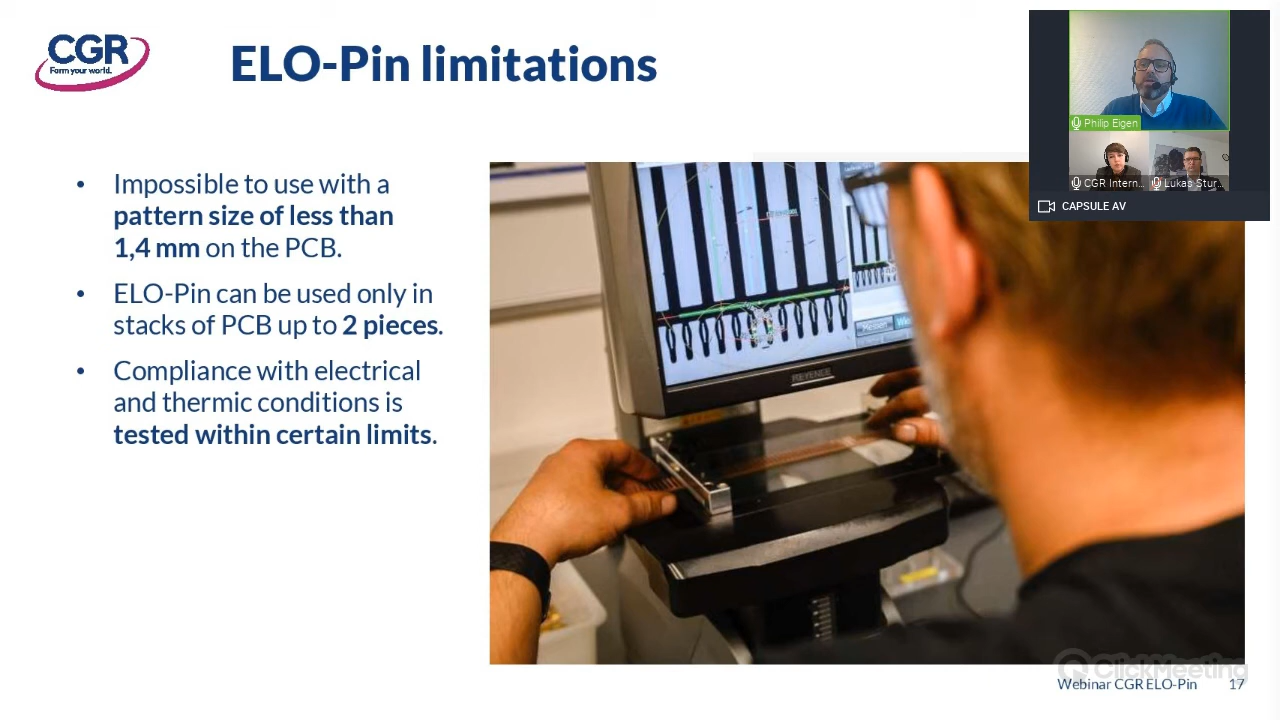 CGR
Form your world.
ELO-Pin limitations
Philip Eigen
CGR Intern...
Lukas Stur...
CAPSULE AV
• Impossible to use with a
pattern size of less than
1,4 mm on the PCB.
• ELO-Pin can be used only in
stacks of PCB up to 2 pieces.
• Compliance with electrical
and thermic conditions is
tested within certain limits.
Messen
KEYENCE
ClickMeeting
Webinar CGR ELO-Pin
17